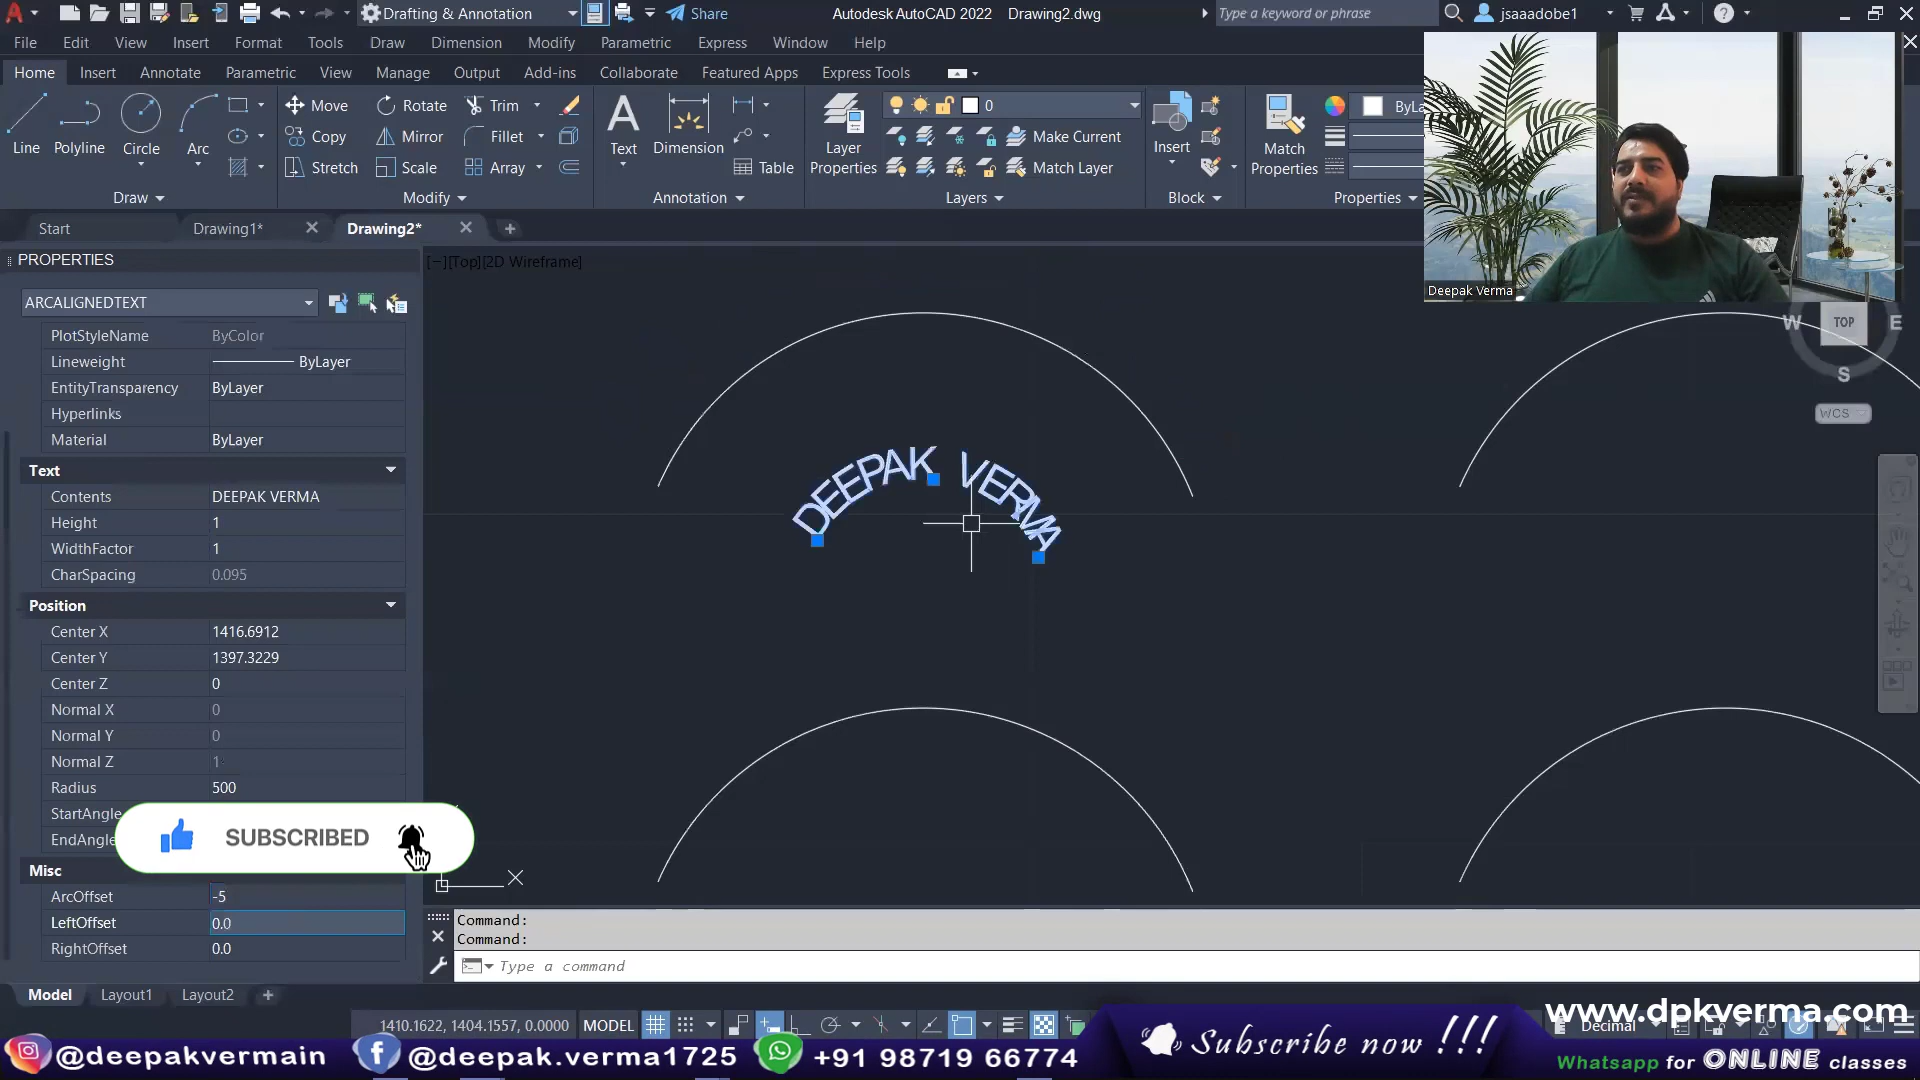 Drafting & Annotation
Share
Autodesk AutoCAD 2022 Drawing2.dwg
Type a keyword or phrase
jsaaadobe1
File Edit View Insert Format Tools Draw Dimension Modify Parametric Express Window Help
Home Insert Annotate Parametric View Manage Output Add-ins Collaborate Featured Apps Express Tools
Line Polyline Circle Arc
Move Rotate Trim
Copy Mirror Fillet
Stretch Scale Array
Text Dimension Table
Layer Properties
0
Make Current
Match Layer
Insert
Match Properties
ByLa
Draw Modify Annotation Layers Block Properties
Deepak Verma
Start Drawing1* Drawing2*
PROPERTIES
[−][Top][2D Wireframe]
ARCALIGNEDTEXT
PlotStyleName ByColor
Lineweight ByLayer
EntityTransparency ByLayer
Hyperlinks
Material ByLayer
Text
Contents DEEPAK VERMA
Height 1
WidthFactor 1
CharSpacing 0.095
Position
Center X 1416.6912
Center Y 1397.3229
Center Z 0
Normal X 0
Normal Y 0
Normal Z 1
Radius 500
StartAngle
EndAngle
SUBSCRIBED
Misc
ArcOffset -5
LeftOffset 0.0
RightOffset 0.0
DEEPAK VERMA
W TOP E
S
WCS
X
Command:
Command:
Type a command
Model Layout1 Layout2
1410.1622, 1404.1557, 0.0000 MODEL
Decimal
www.dpkverma.com
@deepakvermain
@deepak.verma1725
+91 98719 66774
Subscribe now !!!
Whatsapp for ONLINE classes